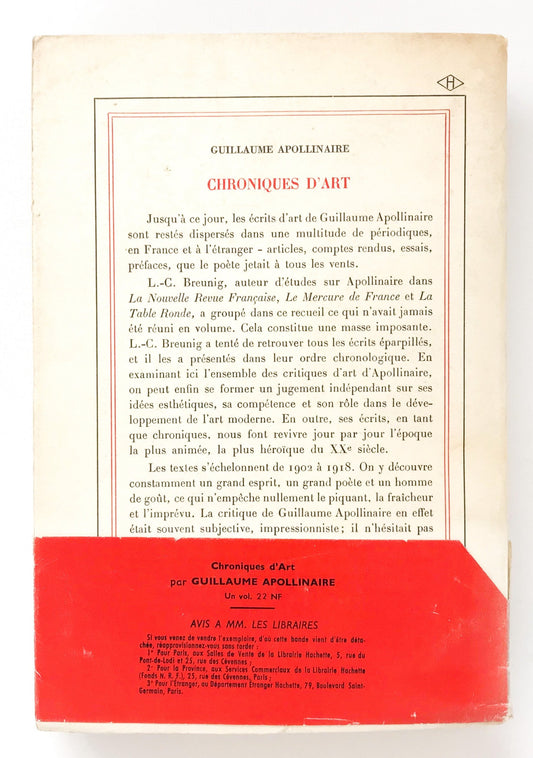 H
GUILLAUME APOLLINAIRE
CHRONIQUES D'ART
Jusqu'à ce jour, les écrits d'art de Guillaume Apollinaire
sont restés dispersés dans une multitude de périodiques,
en France et à l'étranger – articles, comptes rendus, essais,
préfaces, que le poète jetait à tous les vents.
L.-C. Breunig, auteur d'études sur Apollinaire dans
La Nouvelle Revue Française, Le Mercure de France et La
Table Ronde, a groupé dans ce recueil ce qui n'avait jamais
été réuni en volume. Cela constitue une masse imposante.
L.-C. Breunig a tenté de retrouver tous les écrits éparpillés,
et il les a présentés dans leur ordre chronologique. En
examinant ici l'ensemble des critiques d'art d'Apollinaire,
on peut enfin se former un jugement indépendant sur ses
idées esthétiques, sa compétence et son rôle dans le déve-
loppement de l'art moderne. En outre, ses écrits, en tant
que chroniques, nous font revivre jour par jour l'époque
la plus animée, la plus héroïque du XXe siècle.
Les textes s'échelonnent de 1902 à 1918. On y découvre
constamment un grand esprit, un grand poète et un homme
de goût, ce qui n'empêche nullement le piquant, la fraîcheur
et l'imprévu. La critique de Guillaume Apollinaire en effet
était souvent subjective, impressionniste ; il n'hésitait pas
Chroniques d'Art
par GUILLAUME APOLLINAIRE
Un vol. 22 NF
AVIS A MM. LES LIBRAIRES
Si vous venez de vendre l'exemplaire, d'où cette bande vient d'être déta-
chée, réapprovisionnez-vous sans tarder :
1° Pour Paris, aux Salles de Vente de la Librairie Hachette, 5, rue du
Pont-de-Lodi et 25, rue des Cévennes ;
2° Pour la Province, aux Services Commerciaux de la Librairie Hachette
(Fonds N. R. F.), 25, rue des Cévennes, Paris ;
3° Pour l'Étranger, au Département Étranger Hachette, 79, Boulevard Saint-
Germain, Paris.